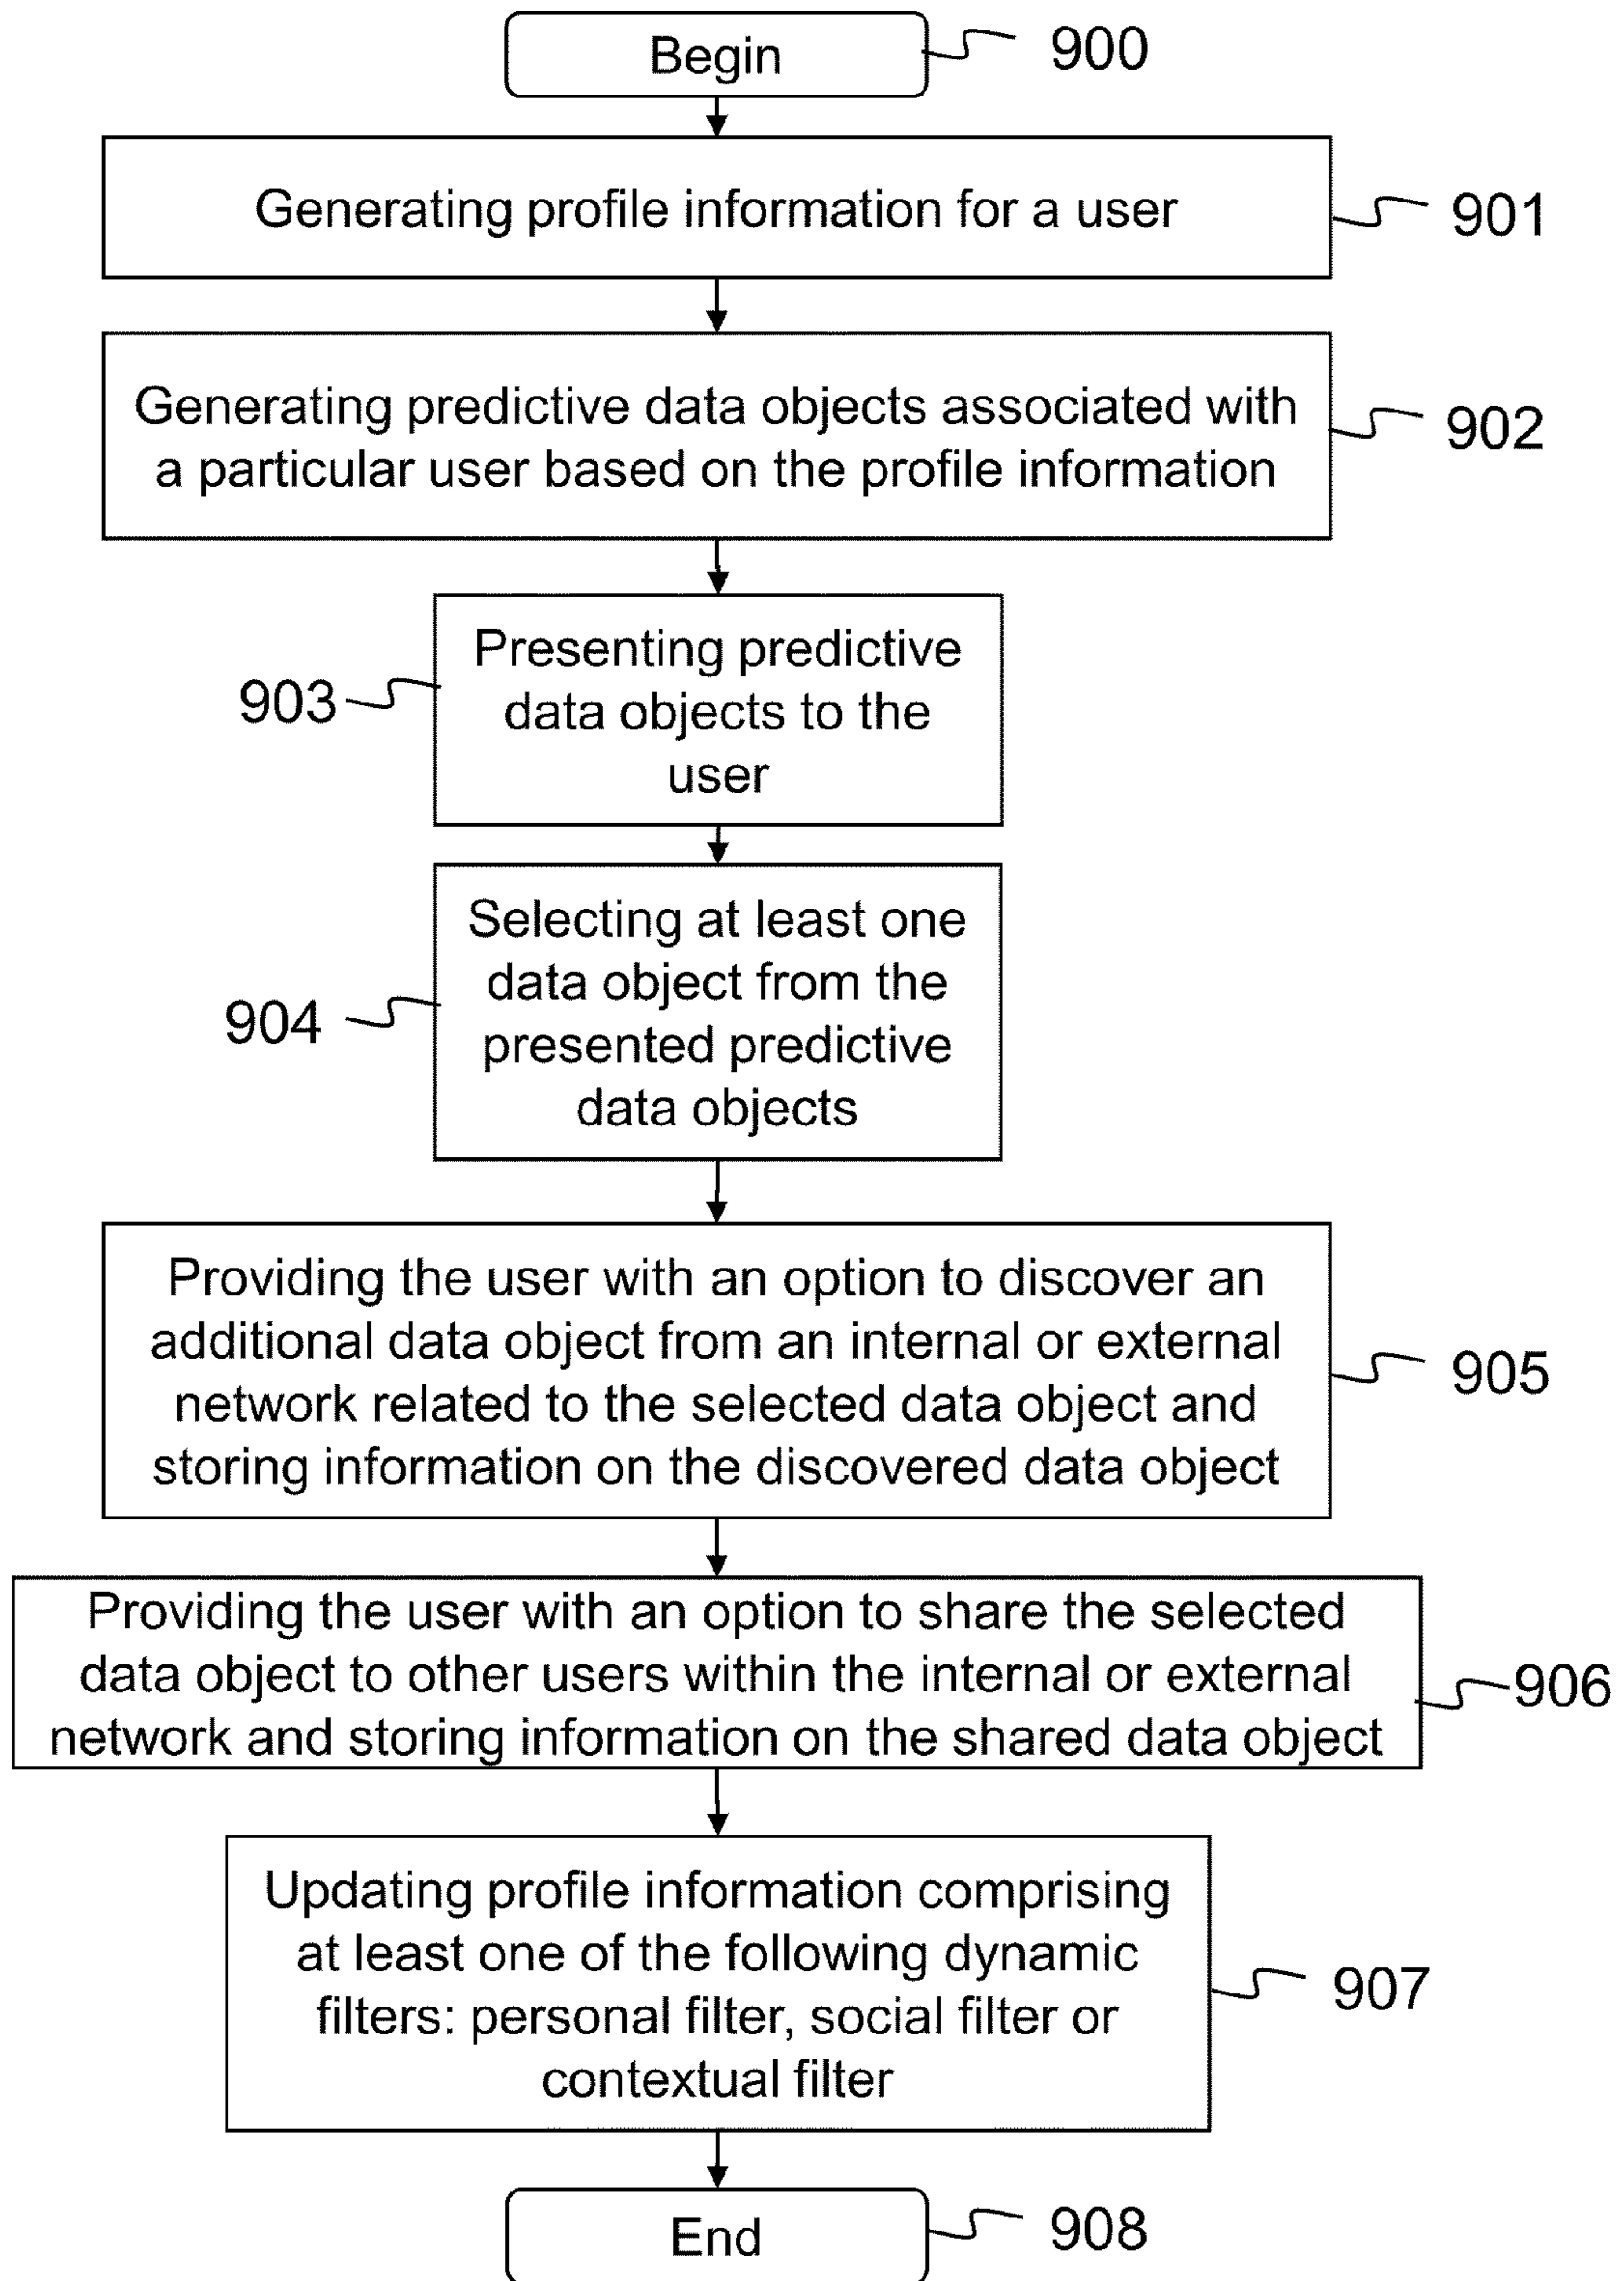 Begin
900
Generating profile information for a user
901
Generating predictive data objects associated with
a particular user based on the profile information
902
Presenting predictive
data objects to the
user
903
Selecting at least one
data object from the
presented predictive
data objects
904
Providing the user with an option to discover an
additional data object from an internal or external
network related to the selected data object and
storing information on the discovered data object
905
Providing the user with an option to share the selected
data object to other users within the internal or external
network and storing information on the shared data object
906
Updating profile information comprising
at least one of the following dynamic
filters: personal filter, social filter or
contextual filter
907
End
908